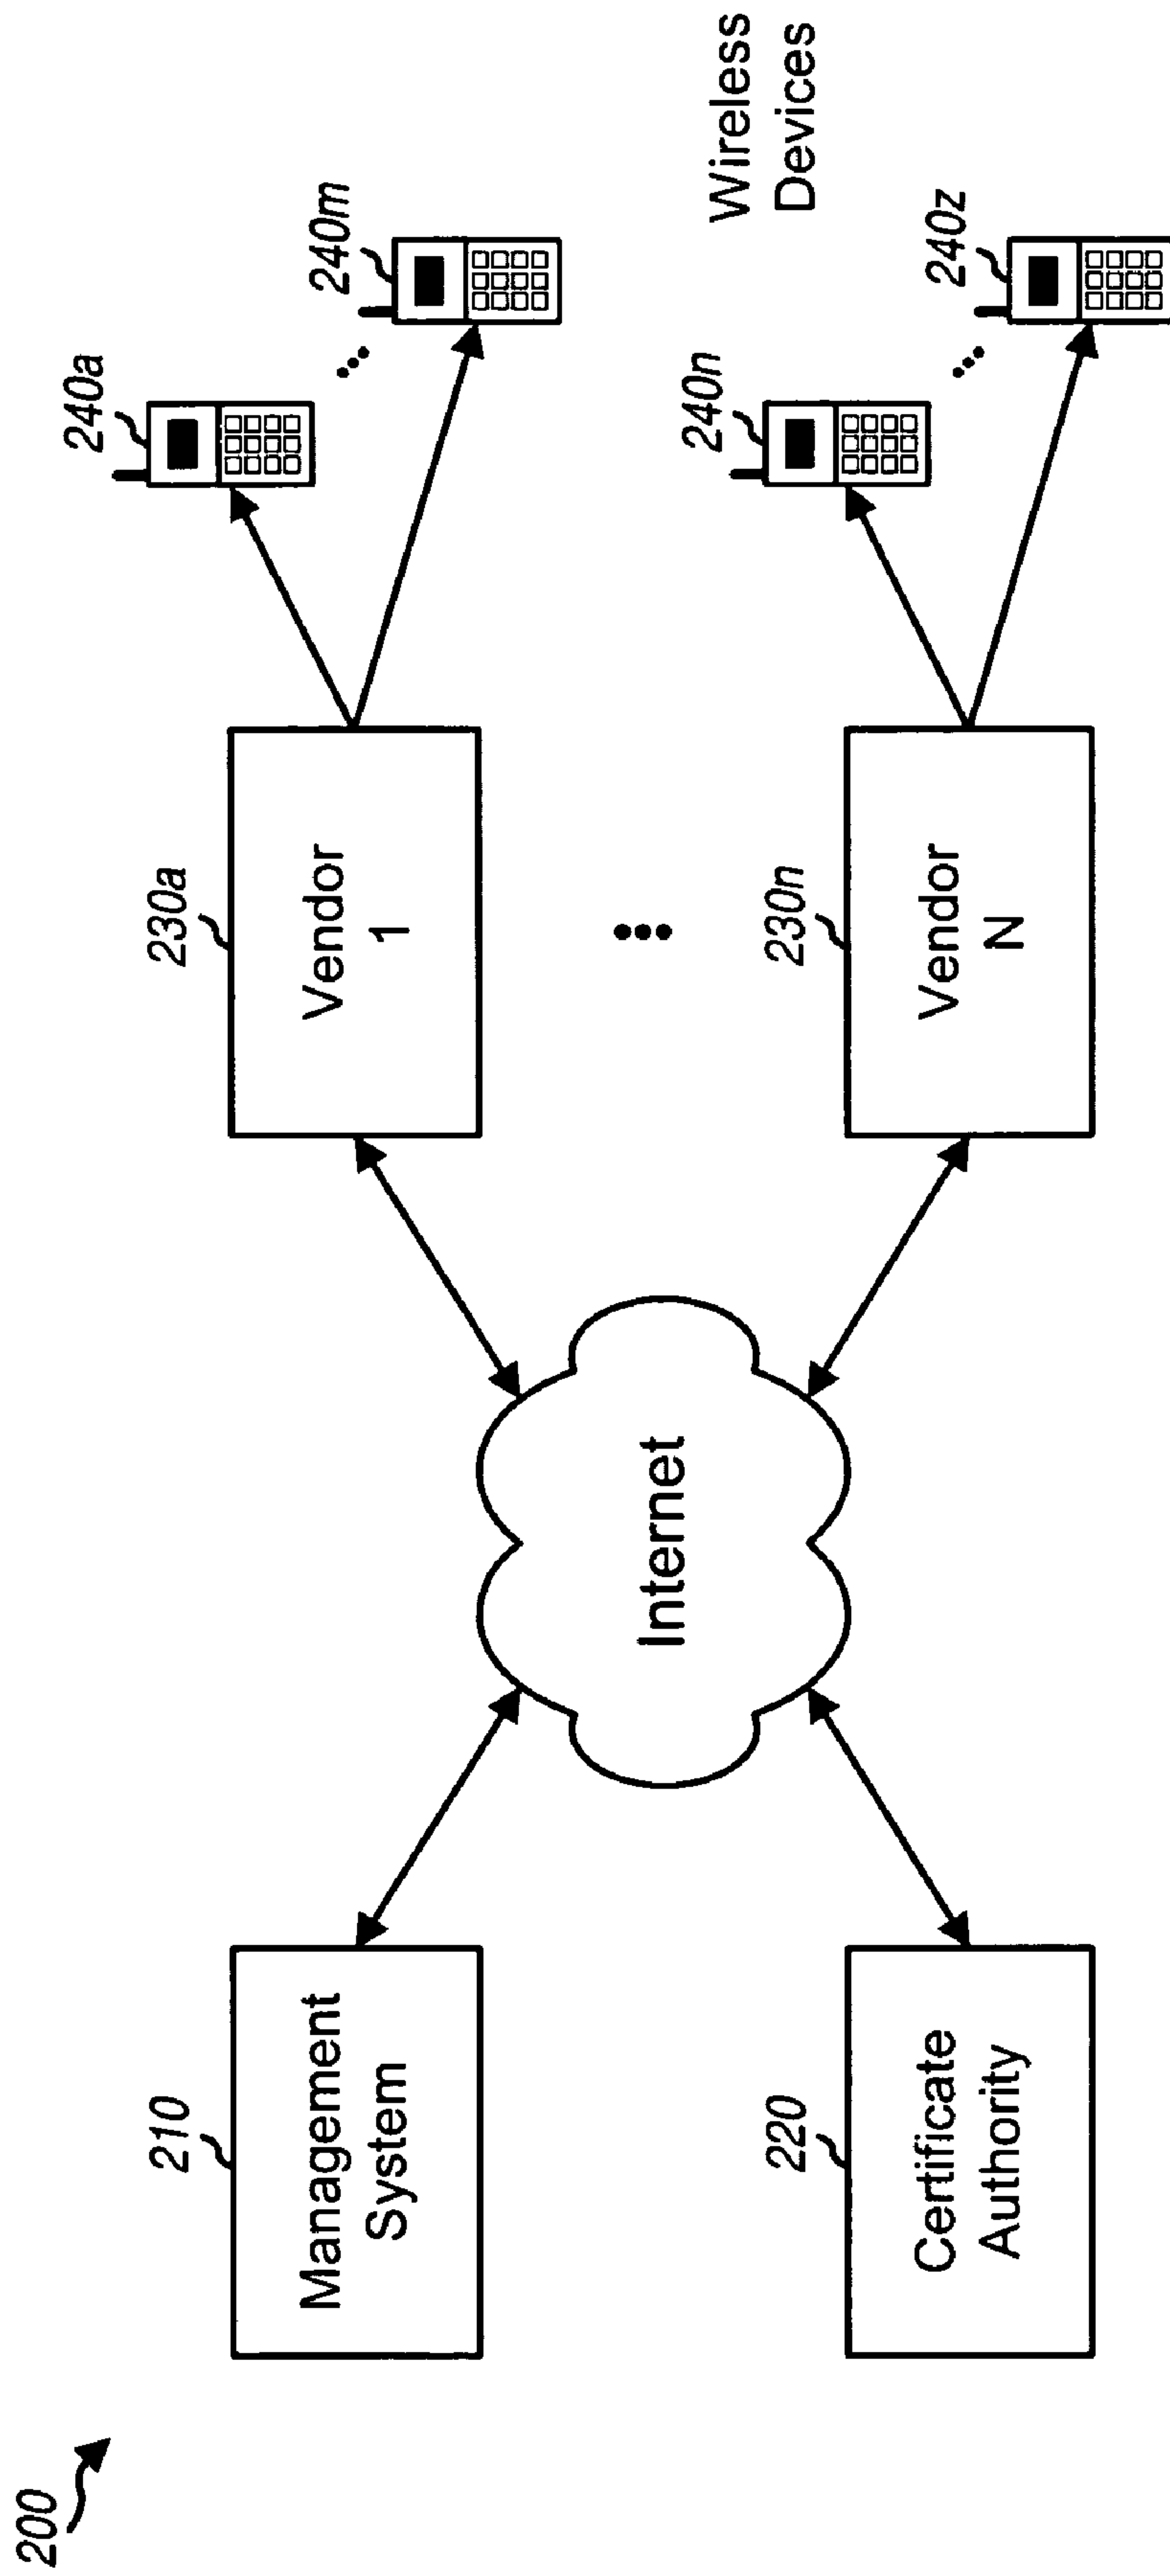 200
210
Management
System
220
Certificate
Authority
Internet
230a
Vendor
1
230n
Vendor
N
240a
240m
240n
240z
Wireless
Devices